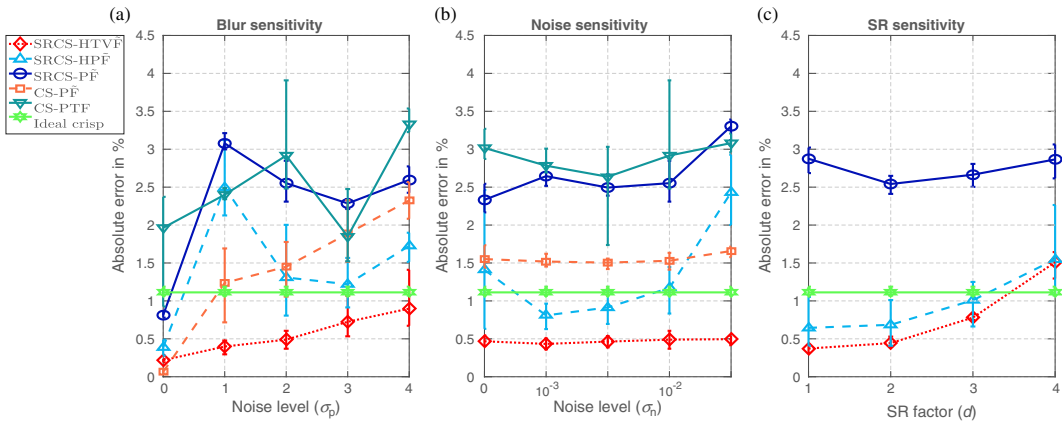 (a)
Blur sensitivity
SRCS-HTVF̃
SRCS-HPF̃
SRCS-PF̃
CS-PF̃
CS-PTF
Ideal crisp
4.5
4
3.5
3
2.5
2
1.5
1
0.5
0
Absolute error in %
0 1 2 3 4
Noise level (σp)
(b)
Noise sensitivity
4.5
4
3.5
3
2.5
2
1.5
1
0.5
0
Absolute error in %
0 10-3 10-2
Noise level (σn)
(c)
SR sensitivity
4.5
4
3.5
3
2.5
2
1.5
1
0.5
0
Absolute error in %
1 2 3 4
SR factor (d)